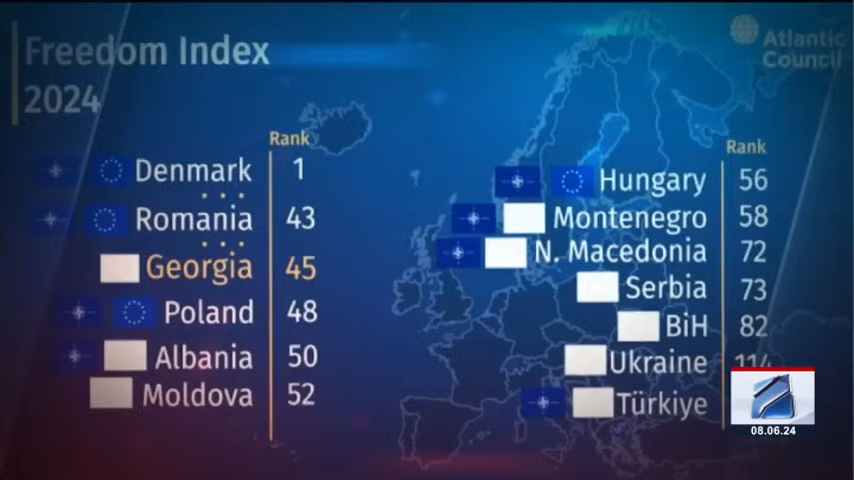 Freedom Index
2024
Atlantic
Council
Rank
Denmark 1
Romania 43
Georgia 45
Poland 48
Albania 50
Moldova 52
Rank
Hungary 56
Montenegro 58
N. Macedonia 72
Serbia 73
BiH 82
Ukraine 114
Türkiye
08.06.24